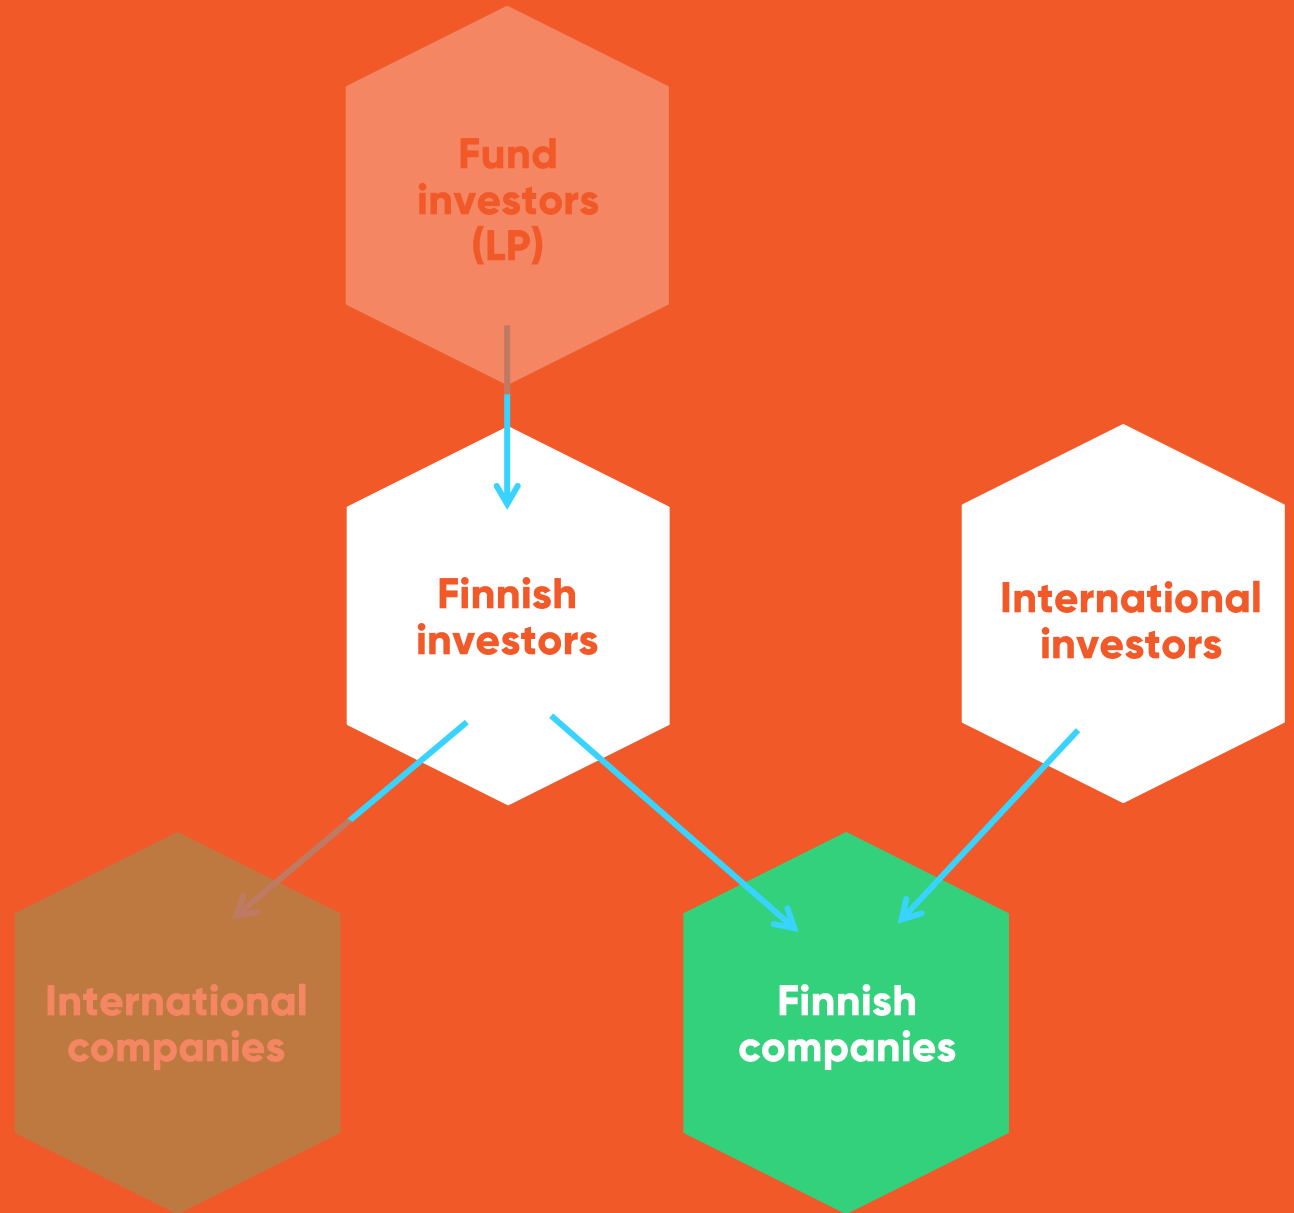 Fund
investors
(LP)
Finnish
investors
International
investors
International
companies
Finnish
companies